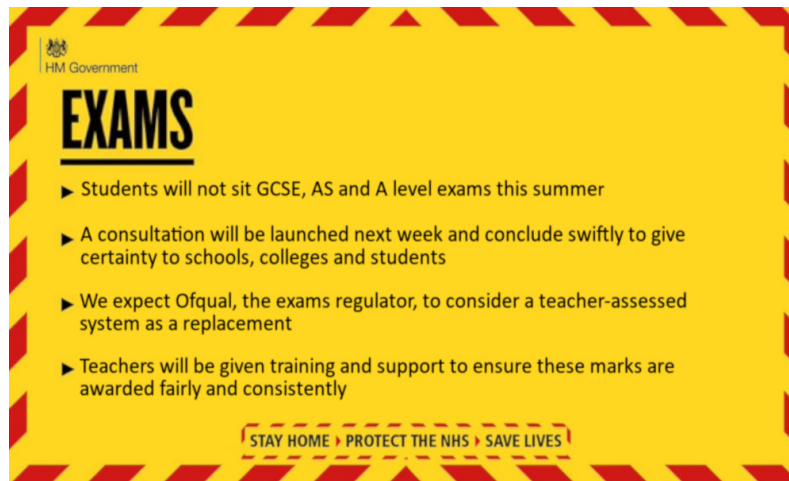 HM Government
EXAMS
▶ Students will not sit GCSE, AS and A level exams this summer
▶ A consultation will be launched next week and conclude swiftly to give
certainty to schools, colleges and students
▶ We expect Ofqual, the exams regulator, to consider a teacher-assessed
system as a replacement
▶ Teachers will be given training and support to ensure these marks are
awarded fairly and consistently
STAY HOME ▶ PROTECT THE NHS ▶ SAVE LIVES